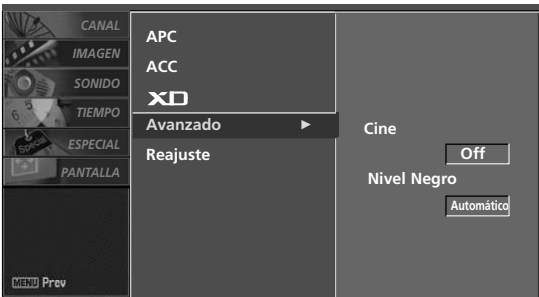 CANAL
IMAGEN
SONIDO
TIEMPO
ESPECIAL
PANTALLA
MENU Prev
APC
ACC
XD
Avanzado ►
Reajuste
Cine
Off
Nivel Negro
Automático